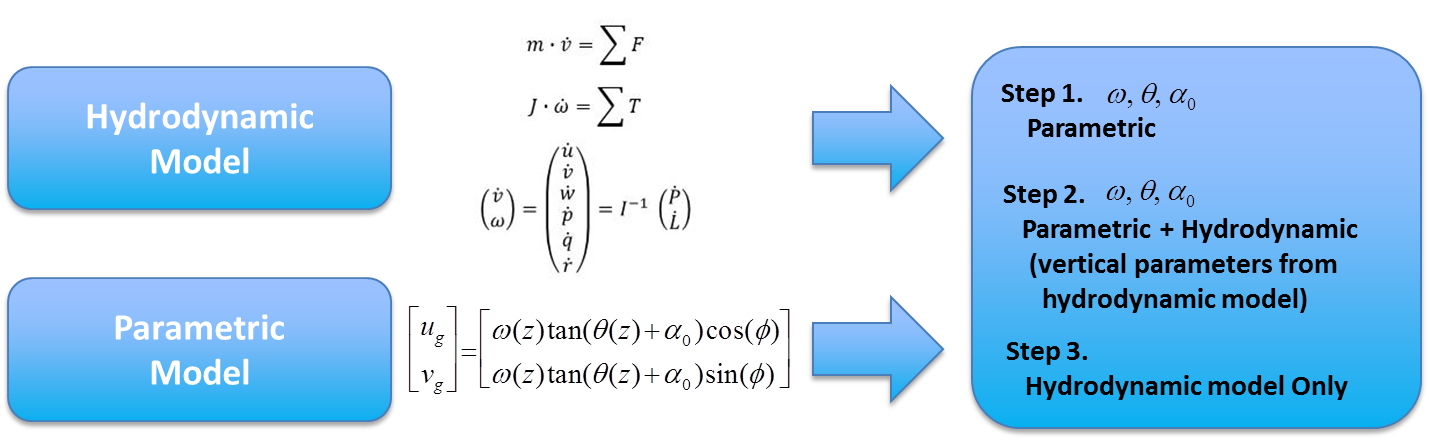 Hydrodynamic
Model
m · v̇ = ∑ F
J · ω̇ = ∑ T
(v̇ ω̇) = (u̇ v̇ ẇ ṗ q̇ ṙ) = I⁻¹ (Ṗ L̇)
Parametric
Model
[u_g v_g] = [ω(z)tan(θ(z)+α₀)cos(ϕ) ω(z)tan(θ(z)+α₀)sin(ϕ)]
Step 1. ω, θ, α₀
Parametric
Step 2. ω, θ, α₀
Parametric + Hydrodynamic
(vertical parameters from
hydrodynamic model)
Step 3.
Hydrodynamic model Only